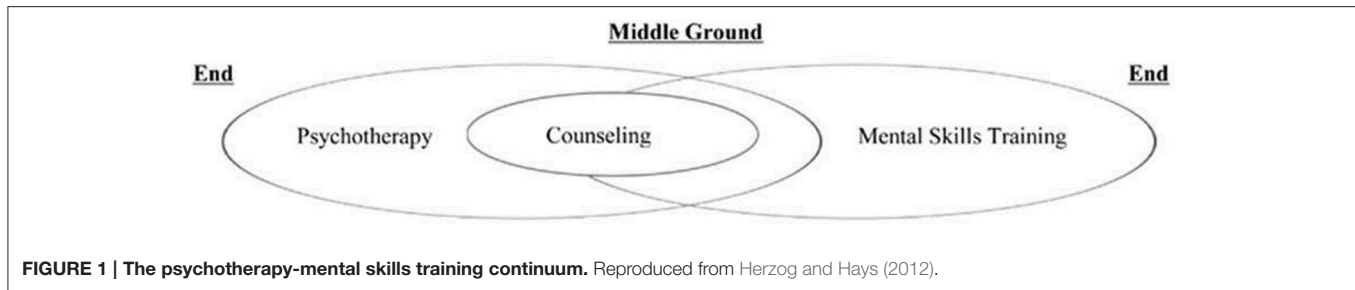 Middle Ground
End
End
Psychotherapy
Counseling
Mental Skills Training
FIGURE 1 | The psychotherapy-mental skills training continuum. Reproduced from Herzog and Hays (2012).